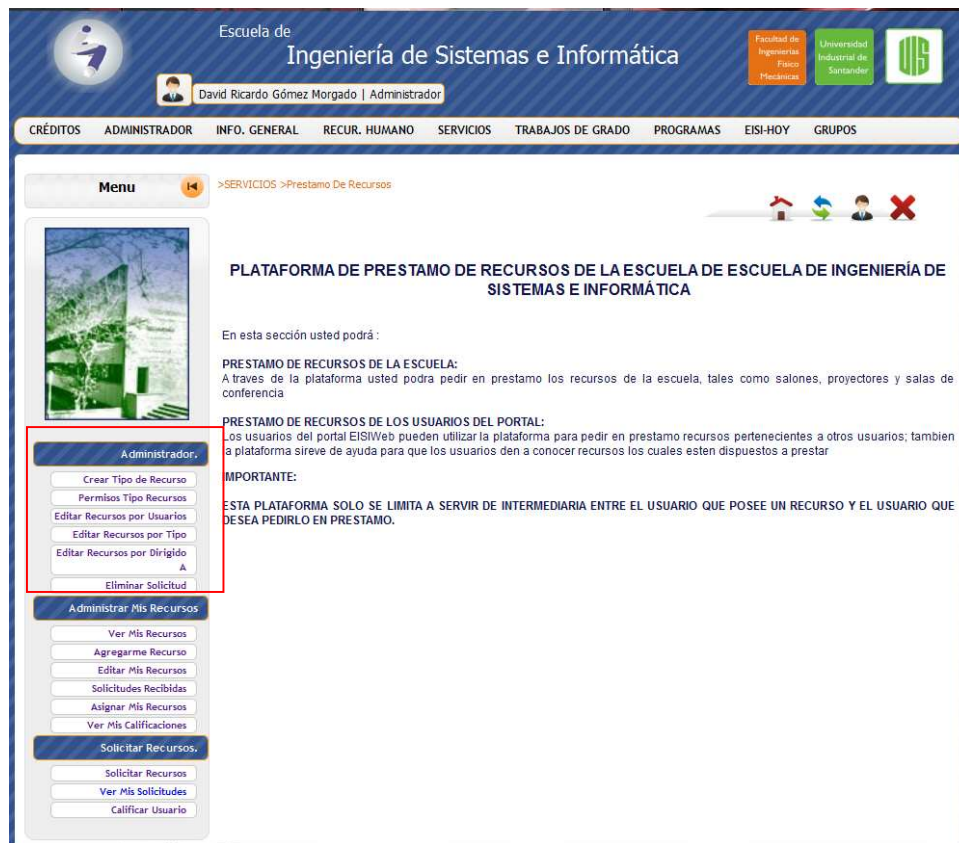 Escuela de
Ingeniería de Sistemas e Informática
Facultad de
Ingenierías
Físico
Mecánicas
Universidad
Industrial de
Santander
UIS
David Ricardo Gómez Morgado | Administrador
CRÉDITOS ADMINISTRADOR INFO. GENERAL RECUR. HUMANO SERVICIOS TRABAJOS DE GRADO PROGRAMAS EISI-HOY GRUPOS
Menu
>SERVICIOS >Prestamo De Recursos
PLATAFORMA DE PRESTAMO DE RECURSOS DE LA ESCUELA DE ESCUELA DE INGENIERÍA DE
SISTEMAS E INFORMÁTICA
En esta sección usted podrá :
PRESTAMO DE RECURSOS DE LA ESCUELA:
A traves de la plataforma usted podra pedir en prestamo los recursos de la escuela, tales como salones, proyectores y salas de
conferencia
PRESTAMO DE RECURSOS DE LOS USUARIOS DEL PORTAL:
Los usuarios del portal EISIWeb pueden utilizar la plataforma para pedir en prestamo recursos pertenecientes a otros usuarios; tambien
la plataforma sireve de ayuda para que los usuarios den a conocer recursos los cuales esten dispuestos a prestar
IMPORTANTE:
ESTA PLATAFORMA SOLO SE LIMITA A SERVIR DE INTERMEDIARIA ENTRE EL USUARIO QUE POSEE UN RECURSO Y EL USUARIO QUE
DESEA PEDIRLO EN PRESTAMO.
Administrador.
Crear Tipo de Recurso
Permisos Tipo Recursos
Editar Recursos por Usuarios
Editar Recursos por Tipo
Editar Recursos por Dirigido
A
Eliminar Solicitud
Administrar Mis Recursos
Ver Mis Recursos
Agregarme Recurso
Editar Mis Recursos
Solicitudes Recibidas
Asignar Mis Recursos
Ver Mis Calificaciones
Solicitar Recursos.
Solicitar Recursos
Ver Mis Solicitudes
Calificar Usuario